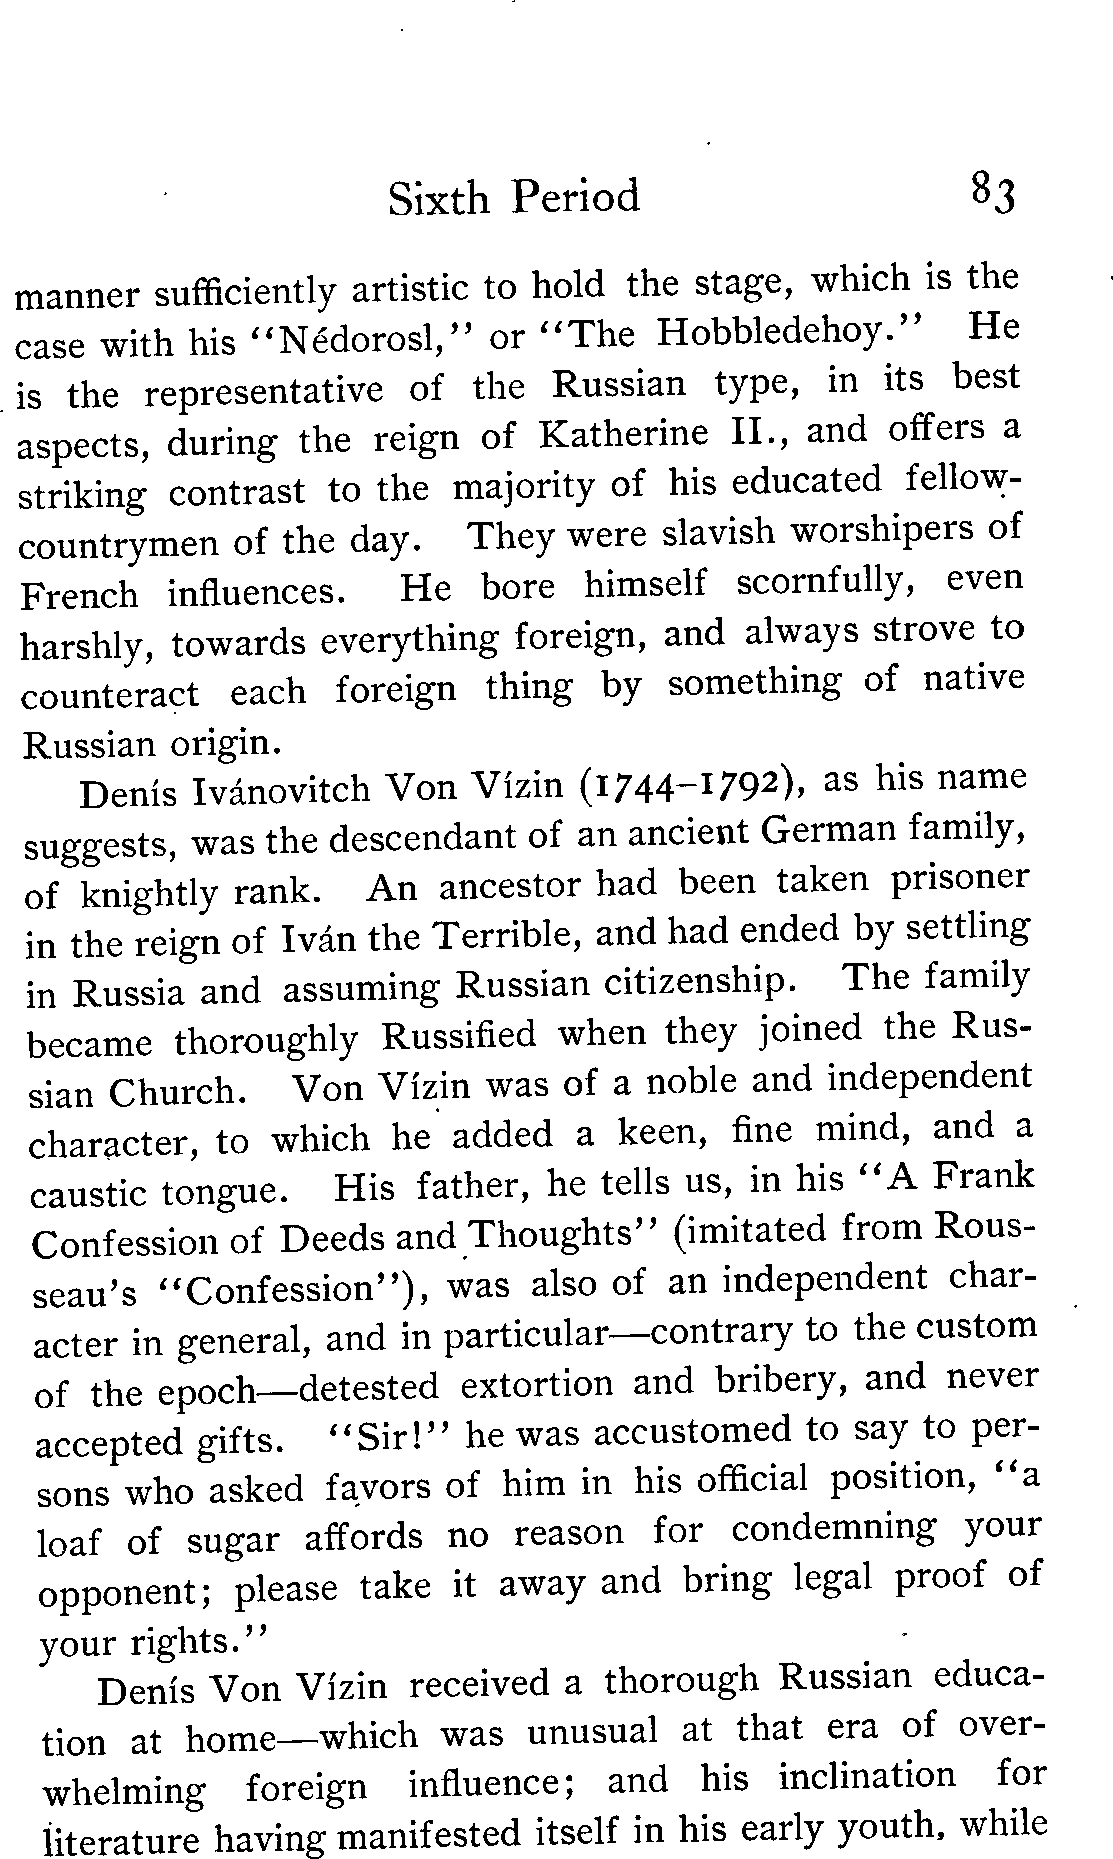 Sixth Period 83
manner sufficiently artistic to hold the stage, which is the
case with his “Nédorosl,” or “The Hobbledehoy.” He
is the representative of the Russian type, in its best
aspects, during the reign of Katherine II., and offers a
striking contrast to the majority of his educated fellow-
countrymen of the day. They were slavish worshipers of
French influences. He bore himself scornfully, even
harshly, towards everything foreign, and always strove to
counteract each foreign thing by something of native
Russian origin.
Denís Ivánovitch Von Vízin (1744–1792), as his name
suggests, was the descendant of an ancient German family,
of knightly rank. An ancestor had been taken prisoner
in the reign of Iván the Terrible, and had ended by settling
in Russia and assuming Russian citizenship. The family
became thoroughly Russified when they joined the Rus-
sian Church. Von Vízin was of a noble and independent
character, to which he added a keen, fine mind, and a
caustic tongue. His father, he tells us, in his “A Frank
Confession of Deeds and Thoughts” (imitated from Rous-
seau's “Confession”), was also of an independent char-
acter in general, and in particular—contrary to the custom
of the epoch—detested extortion and bribery, and never
accepted gifts. “Sir!” he was accustomed to say to per-
sons who asked favors of him in his official position, “a
loaf of sugar affords no reason for condemning your
opponent; please take it away and bring legal proof of
your rights.”
Denís Von Vízin received a thorough Russian educa-
tion at home—which was unusual at that era of over-
whelming foreign influence; and his inclination for
literature having manifested itself in his early youth, while